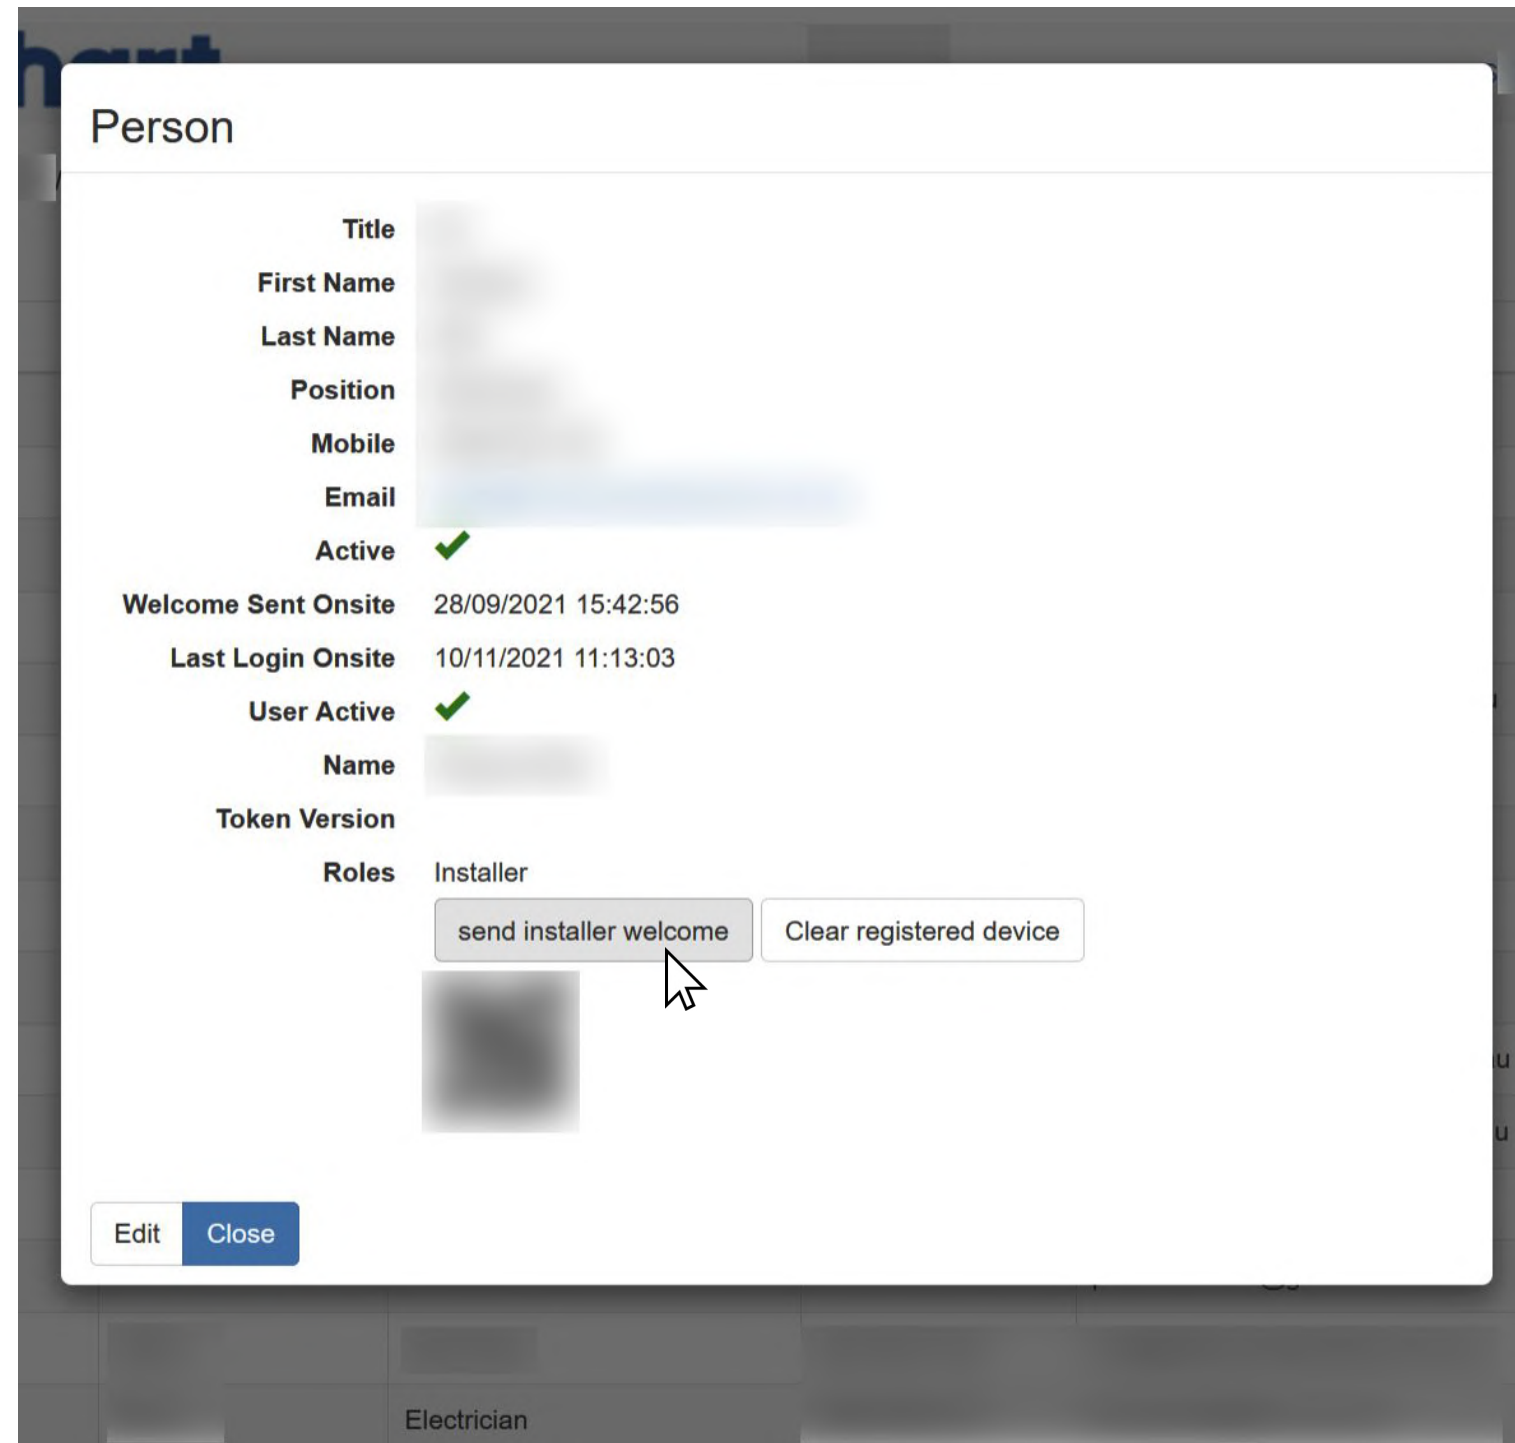 Person
Title
First Name
Last Name
Position
Mobile
Email
Active
Welcome Sent Onsite 28/09/2021 15:42:56
Last Login Onsite 10/11/2021 11:13:03
User Active
Name
Token Version
Roles Installer
send installer welcome Clear registered device
Edit Close
Electrician